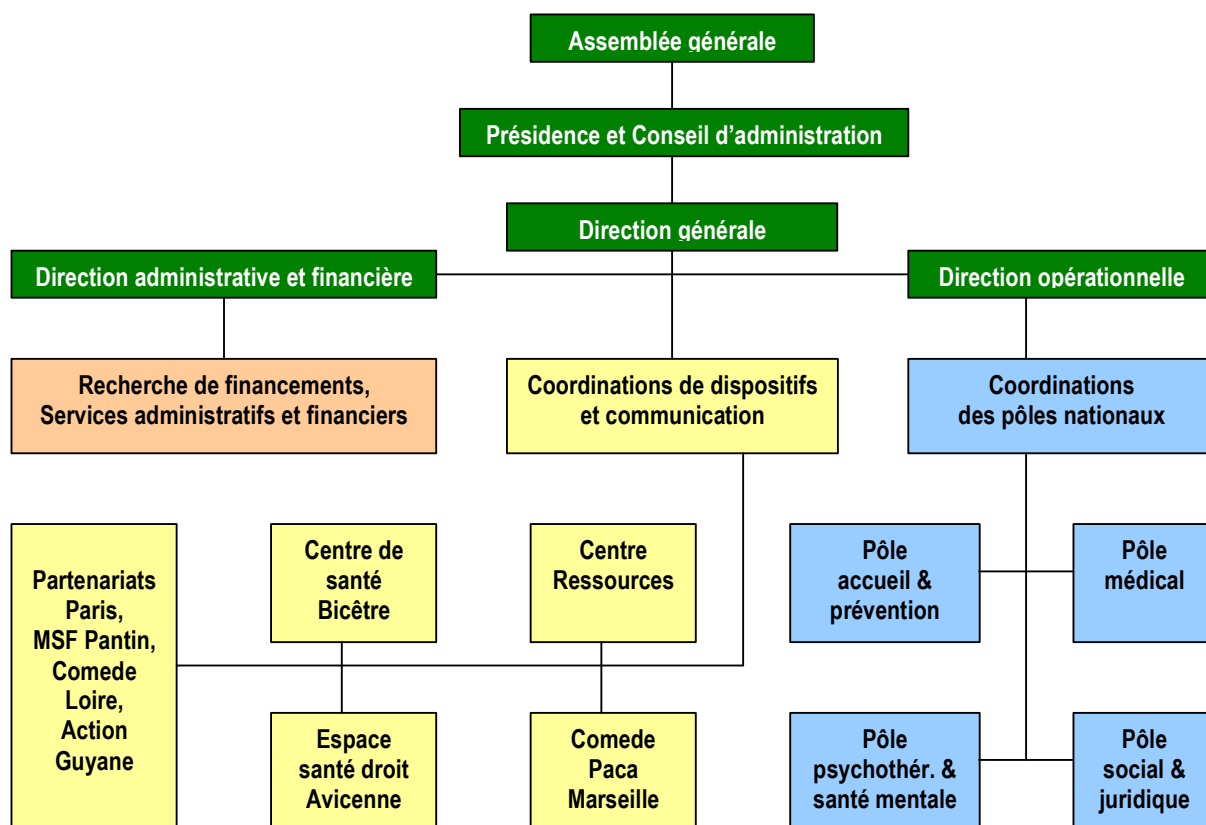 Assemblée générale
Présidence et Conseil d'administration
Direction générale
Direction administrative et financière
Direction opérationnelle
Recherche de financements,
Services administratifs et financiers
Coordinations de dispositifs
et communication
Coordinations
des pôles nationaux
Partenariats
Paris,
MSF Pantin,
Comede
Loire,
Action
Guyane
Centre de
santé
Bicêtre
Centre
Ressources
Pôle
accueil &
prévention
Pôle
médical
Espace
santé droit
Avicenne
Comede
Paca
Marseille
Pôle
psychothér. &
santé mentale
Pôle
social &
juridique